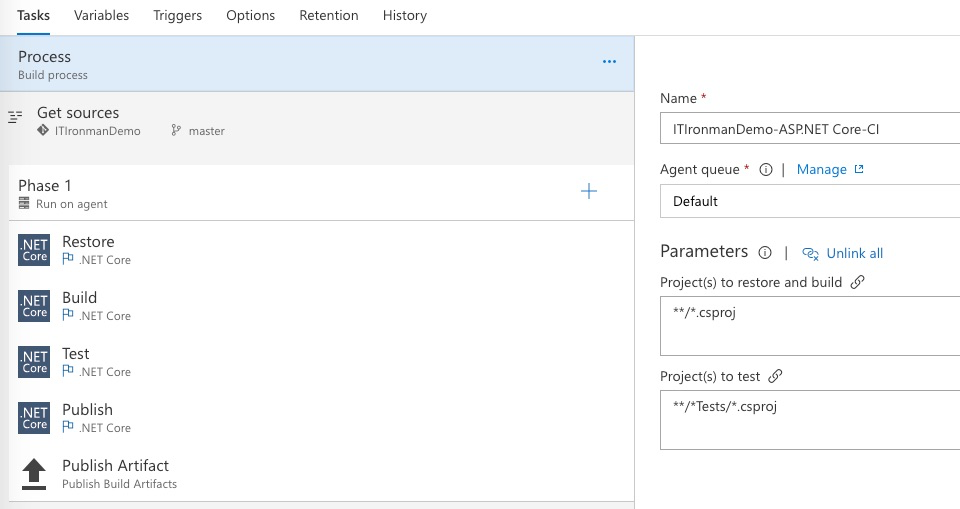 Tasks Variables Triggers Options Retention History
Process
Build process
Get sources
ITIronmanDemo master
Phase 1
Run on agent
.NET Core Restore
.NET Core
.NET Core Build
.NET Core
.NET Core Test
.NET Core
.NET Core Publish
.NET Core
Publish Artifact
Publish Build Artifacts
Name *
ITIronmanDemo-ASP.NET Core-CI
Agent queue * | Manage
Default
Parameters | Unlink all
Project(s) to restore and build
**/*.csproj
Project(s) to test
**/*Tests/*.csproj